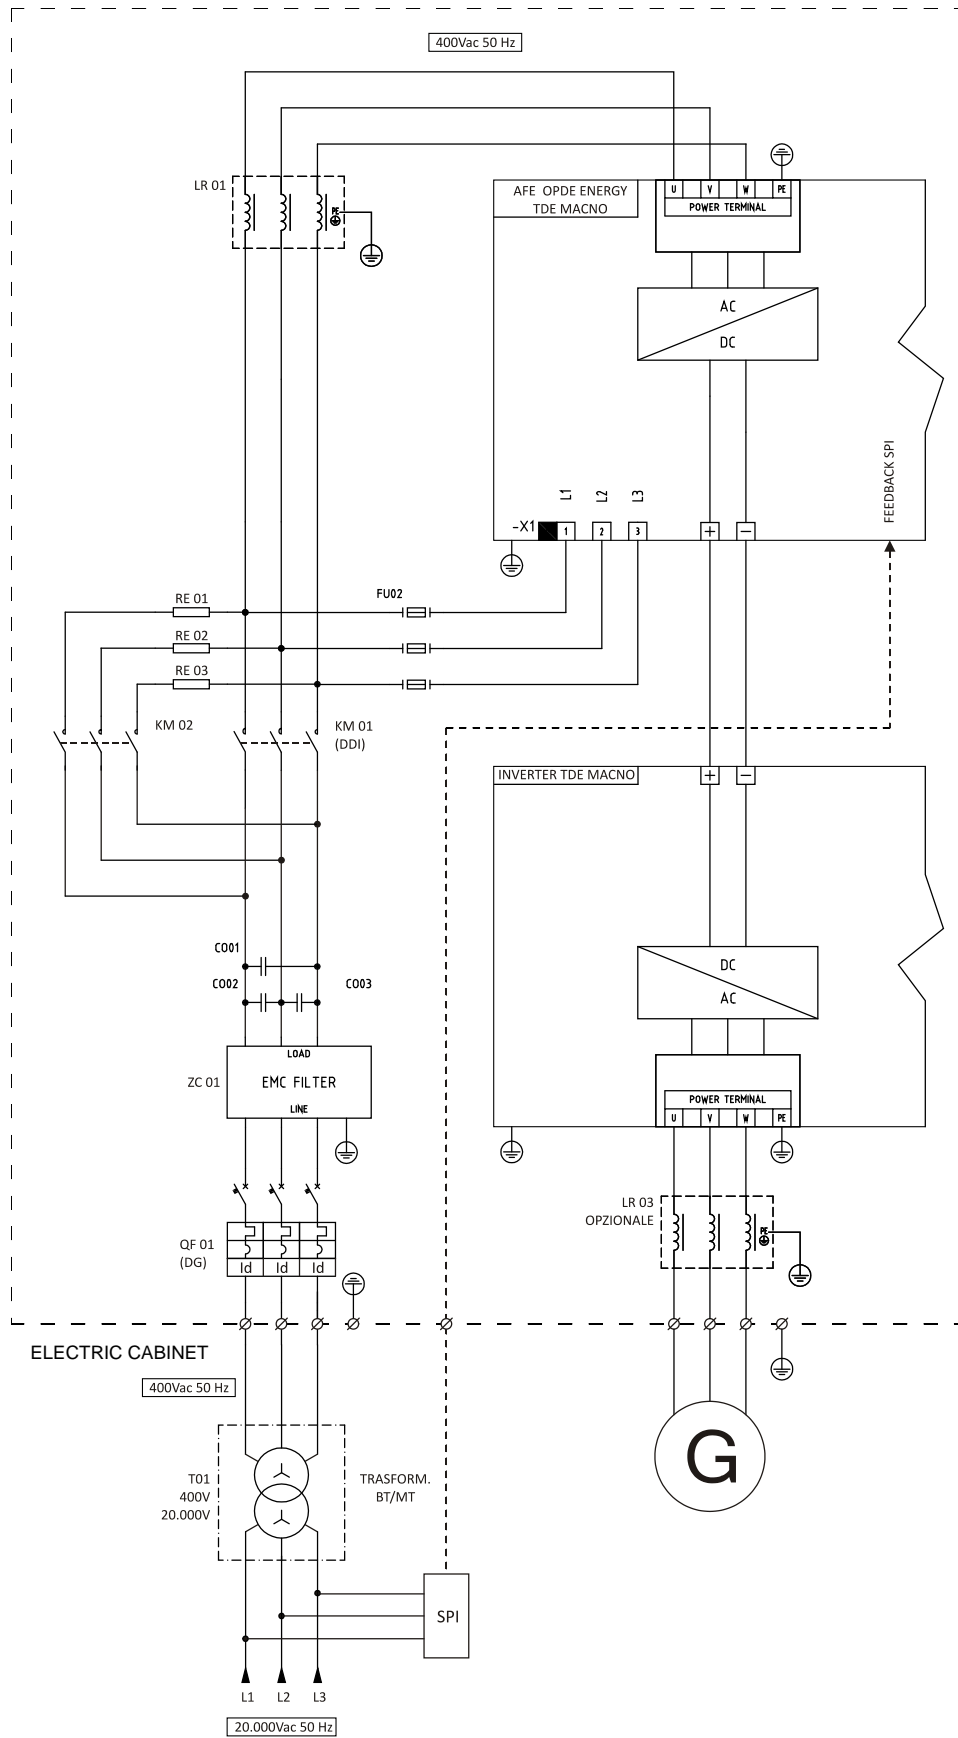 400Vac 50 Hz
LR 01
PE
AFE OPDE ENERGY
TDE MACNO
U V W PE
POWER TERMINAL
AC
DC
FEEDBACK SPI
L1
L2
L3
-X1
1
2
3
+
-
RE 01
FU02
RE 02
RE 03
KM 02
KM 01
(DDI)
INVERTER TDE MACNO
+
-
CO01
CO02
CO03
DC
AC
LOAD
ZC 01
EMC FILTER
LINE
POWER TERMINAL
U V W PE
LR 03
OPZIONALE
PE
QF 01
(DG)
Id Id Id
ELECTRIC CABINET
400Vac 50 Hz
G
T01
400V
20.000V
TRASFORM.
BT/MT
SPI
L1 L2 L3
20.000Vac 50 Hz